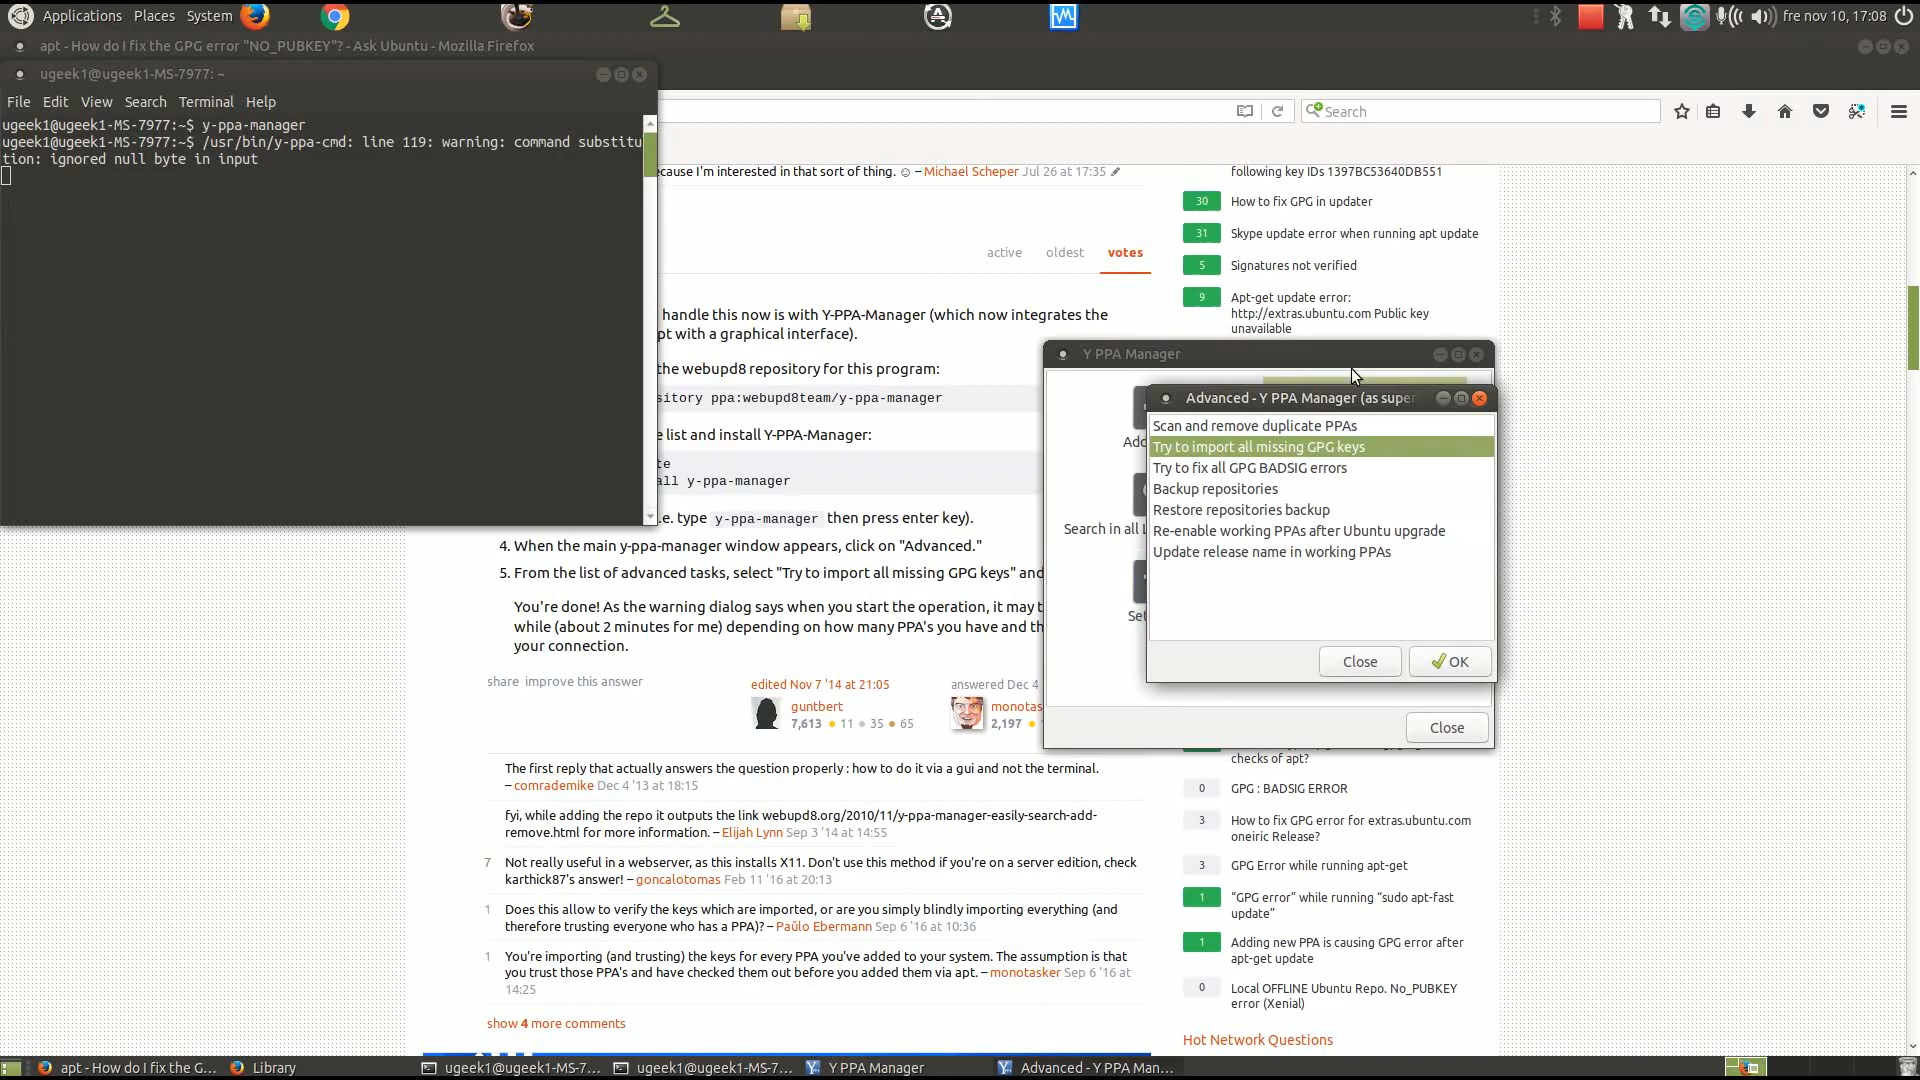 Applications Places System fre nov 10, 17:08
apt - How do I fix the GPG error "NO_PUBKEY"? - Ask Ubuntu - Mozilla Firefox
ugeek1@ugeek1-MS-7977: ~
File Edit View Search Terminal Help
ugeek1@ugeek1-MS-7977:~$ y-ppa-manager
ugeek1@ugeek1-MS-7977:~$ /usr/bin/y-ppa-cmd: line 119: warning: command substitu
tion: ignored null byte in input
Search
ecause I'm interested in that sort of thing. ☺ – Michael Scheper Jul 26 at 17:35
active oldest votes
handle this now is with Y-PPA-Manager (which now integrates the
pt with a graphical interface).
the webupd8 repository for this program:
sitory ppa:webupd8team/y-ppa-manager
e list and install Y-PPA-Manager:
te
all y-ppa-manager
.e. type y-ppa-manager then press enter key).
4. When the main y-ppa-manager window appears, click on "Advanced."
5. From the list of advanced tasks, select "Try to import all missing GPG keys" and
You're done! As the warning dialog says when you start the operation, it may t
while (about 2 minutes for me) depending on how many PPA's you have and th
your connection.
share improve this answer
edited Nov 7 '14 at 21:05
guntbert
7,613 11 35 65
answered Dec 4
monotas
2,197
The first reply that actually answers the question properly : how to do it via a gui and not the terminal.
– comrademike Dec 4 '13 at 18:15
fyi, while adding the repo it outputs the link webupd8.org/2010/11/y-ppa-manager-easily-search-add-
remove.html for more information. – Elijah Lynn Sep 3 '14 at 14:55
7 Not really useful in a webserver, as this installs X11. Don't use this method if you're on a server edition, check
karthick87's answer! – goncalotomas Feb 11 '16 at 20:13
1 Does this allow to verify the keys which are imported, or are you simply blindly importing everything (and
therefore trusting everyone who has a PPA)? – Paŭlo Ebermann Sep 6 '16 at 10:36
1 You're importing (and trusting) the keys for every PPA you've added to your system. The assumption is that
you trust those PPA's and have checked them out before you added them via apt. – monotasker Sep 6 '16 at
14:25
show 4 more comments
following key IDs 1397BC53640DB551
30 How to fix GPG in updater
31 Skype update error when running apt update
5 Signatures not verified
9 Apt-get update error:
http://extras.ubuntu.com Public key
unavailable
Y PPA Manager
Add
Search in all L
Set
Close
Advanced - Y PPA Manager (as super
Scan and remove duplicate PPAs
Try to import all missing GPG keys
Try to fix all GPG BADSIG errors
Backup repositories
Restore repositories backup
Re-enable working PPAs after Ubuntu upgrade
Update release name in working PPAs
Close OK
checks of apt?
0 GPG : BADSIG ERROR
3 How to fix GPG error for extras.ubuntu.com
oneiric Release?
3 GPG Error while running apt-get
1 "GPG error" while running "sudo apt-fast
update"
1 Adding new PPA is causing GPG error after
apt-get update
0 Local OFFLINE Ubuntu Repo. No_PUBKEY
error (Xenial)
Hot Network Questions
apt - How do I fix the G... Library ugeek1@ugeek1-MS-7... ugeek1@ugeek1-MS-7... Y PPA Manager Advanced - Y PPA Man...